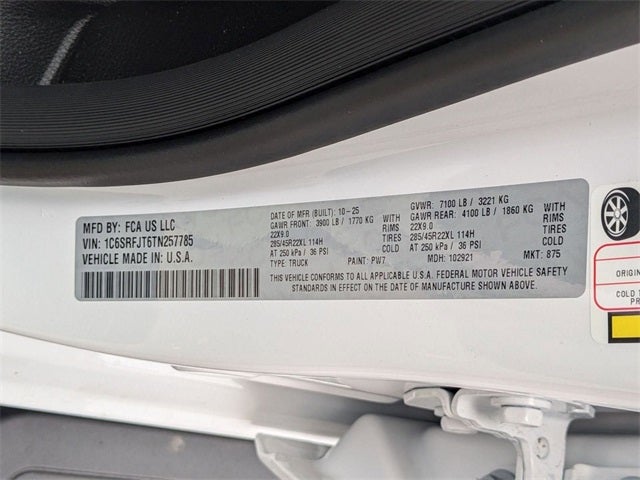 MFD BY: FCA US LLC
VIN: 1C6SRFJT6TN257785
VEHICLE MADE IN U.S.A.
DATE OF MFR (BUILT): 10-25
GAWR FRONT: 3900 LB / 1770 KG WITH
22X9.0 RIMS
285/45R22XL 114H TIRES
AT 250 kPa / 36 PSI COLD
TYPE: TRUCK PAINT: PW7
GVWR: 7100 LB / 3221 KG
GAWR REAR: 4100 LB / 1860 KG WITH
22X9.0 RIMS
285/45R22XL 114H TIRES
AT 250 kPa / 36 PSI COLD
MDH: 102921 MKT: 875
THIS VEHICLE CONFORMS TO ALL APPLICABLE U.S.A. FEDERAL MOTOR VEHICLE SAFETY
STANDARDS IN EFFECT ON THE DATE OF MANUFACTURE SHOWN ABOVE.
ORIGIN
COLD T
PR